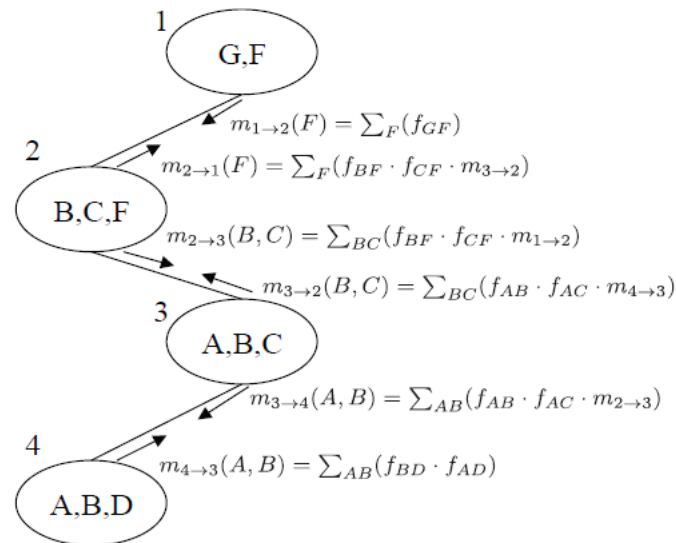 1
G,F
m_{1→2}(F) = ∑_F(f_{GF})
2
m_{2→1}(F) = ∑_F(f_{BF} · f_{CF} · m_{3→2})
B,C,F
m_{2→3}(B, C) = ∑_{BC}(f_{BF} · f_{CF} · m_{1→2})
m_{3→2}(B, C) = ∑_{BC}(f_{AB} · f_{AC} · m_{4→3})
3
A,B,C
m_{3→4}(A, B) = ∑_{AB}(f_{AB} · f_{AC} · m_{2→3})
4
m_{4→3}(A, B) = ∑_{AB}(f_{BD} · f_{AD})
A,B,D